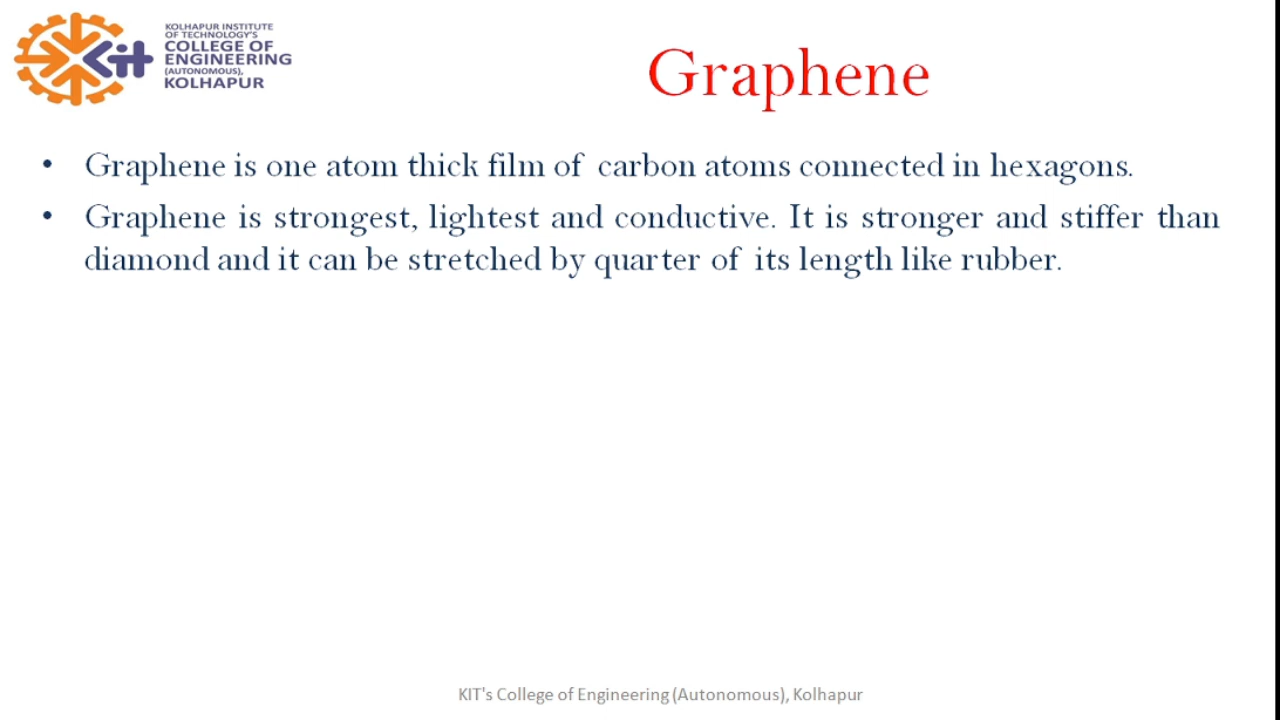 KOLHAPUR INSTITUTE
OF TECHNOLOGY'S
COLLEGE OF
ENGINEERING
(AUTONOMOUS),
KOLHAPUR
Kit
Graphene
• Graphene is one atom thick film of carbon atoms connected in hexagons.
• Graphene is strongest, lightest and conductive. It is stronger and stiffer than
diamond and it can be stretched by quarter of its length like rubber.
KIT's College of Engineering (Autonomous), Kolhapur